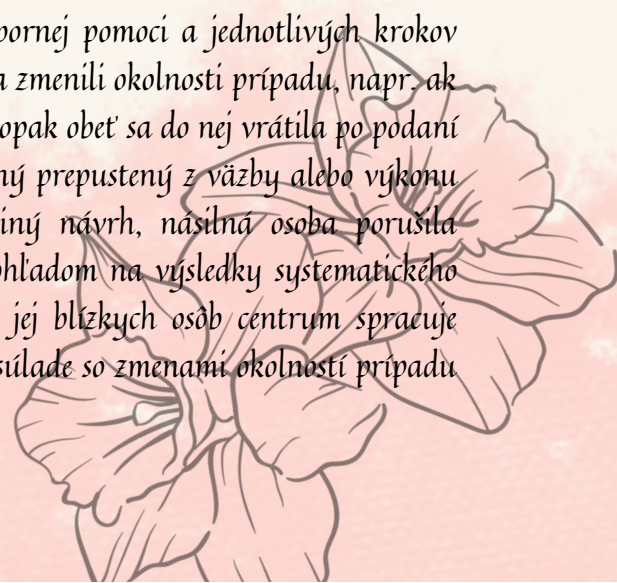 pornej pomoci a jednotlivých krokov
a zmenili okolnosti prípadu, napr. ak
opak obeť sa do nej vrátila po podaní
ný prepustený z väzby alebo výkonu
iný návrh, násilná osoba porušila
ohľadom na výsledky systematického
jej blízkych osôb centrum spracuje
súlade so zmenami okolností prípadu